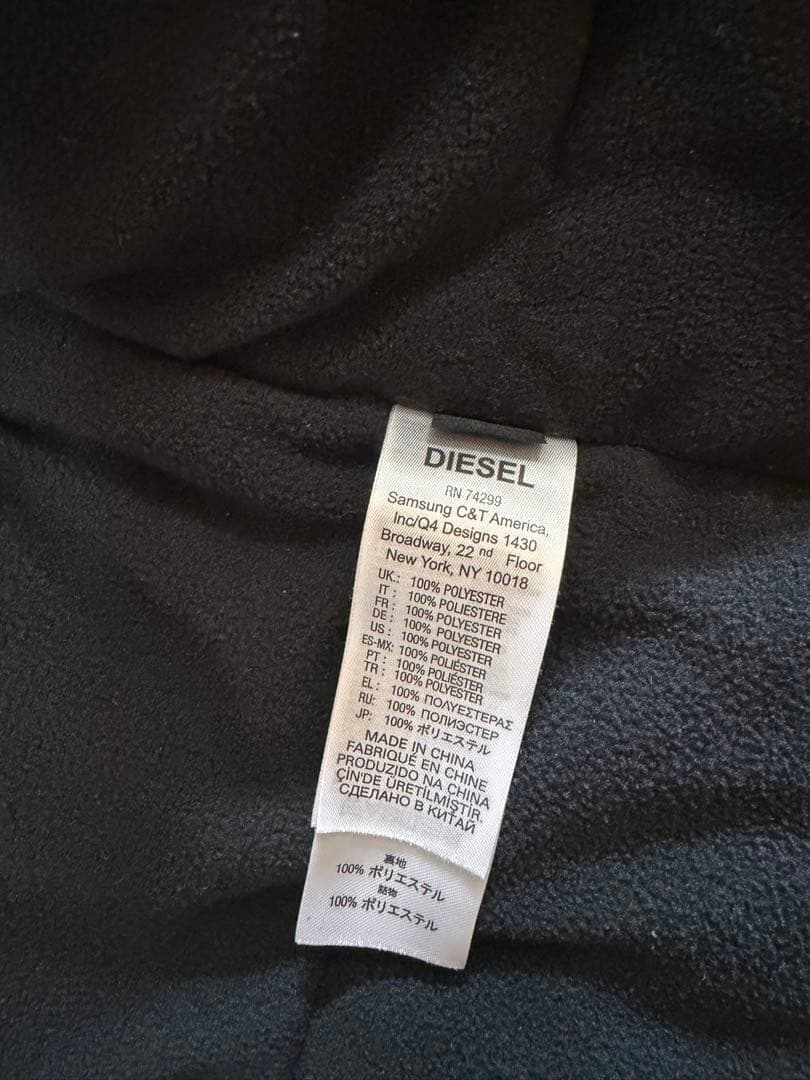 DIESEL
RN 74299
Samsung C&T America,
Inc/Q4 Designs 1430
Broadway, 22 nd Floor
New York, NY 10018
UK.: 100% POLYESTER
IT : 100% POLIESTERE
FR : 100% POLYESTER
DE : 100% POLYESTER
US : 100% POLYESTER
ES-MX: 100% POLIÉSTER
PT : 100% POLIÉSTER
TR : 100% POLYESTER
EL : 100% ΠΟΛΥΕΣΤΕΡΑΣ
RU: 100% ПОЛИЭСТЕР
JP: 100% ポリエステル
MADE IN CHINA
FABRIQUÉ EN CHINE
PRODUZIDO NA CHINA
ÇİN'DE ÜRETİLMİŞTİR.
СДЕЛАНО В КИТАЙ
裏地
100% ポリエステル
詰物
100% ポリエステル